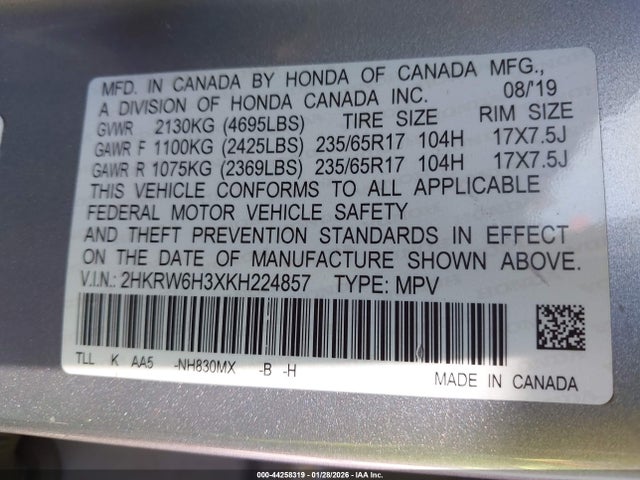 MFD. IN CANADA BY HONDA OF CANADA MFG.,
A DIVISION OF HONDA CANADA INC. 08/'19
GVWR 2130KG (4695LBS) TIRE SIZE RIM SIZE
GAWR F 1100KG (2425LBS) 235/65R17 104H 17X7.5J
GAWR R 1075KG (2369LBS) 235/65R17 104H 17X7.5J
THIS VEHICLE CONFORMS TO ALL APPLICABLE
FEDERAL MOTOR VEHICLE SAFETY
AND THEFT PREVENTION STANDARDS IN EFFECT
ON THE DATE OF MANUFACTURE SHOWN ABOVE.
V.I.N.: 2HKRW6H3XKH224857 TYPE: MPV
TLL K AA5 -NH830MX -B -H
MADE IN CANADA
000-44258319 | 01/28/2026 - IAA Inc.